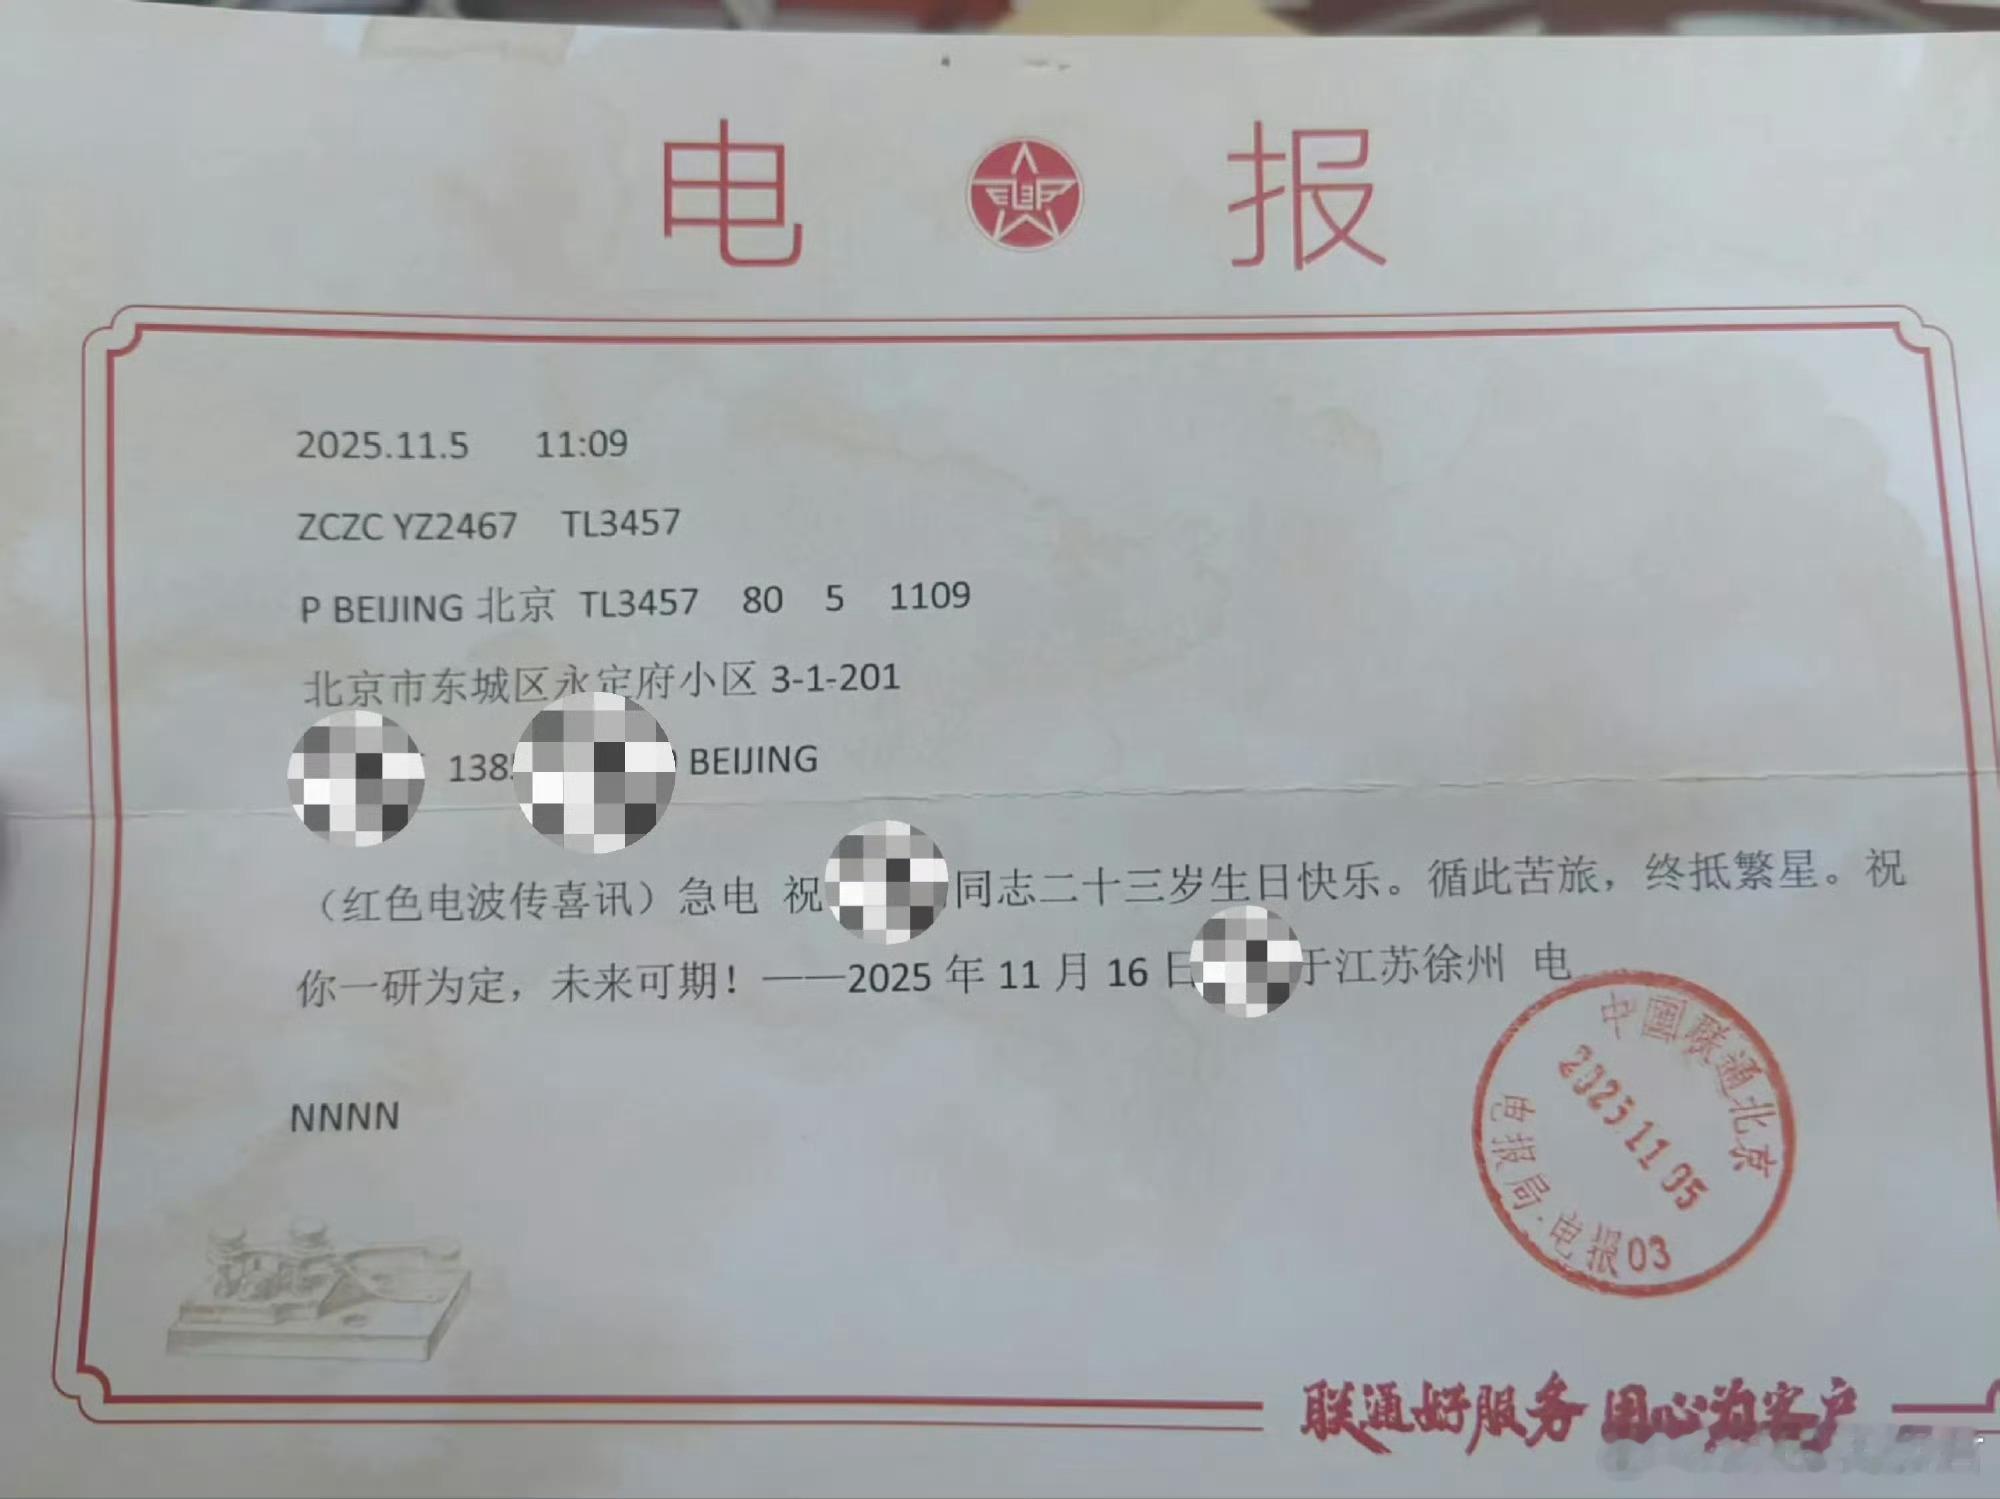 电 报
2025.11.5 11:09
ZCZC YZ2467 TL3457
P BEIJING 北京 TL3457 80 5 1109
北京市东城区永定府小区 3-1-201
138 BEIJING
（红色电波传喜讯）急电 祝 同志二十三岁生日快乐。循此苦旅，终抵繁星。祝
你一研为定，未来可期！——2025 年 11 月 16 日 于江苏徐州 电
NNNN
中国联通北京
2025.11.05
电报局·电报03
联通好服务 用心为客户